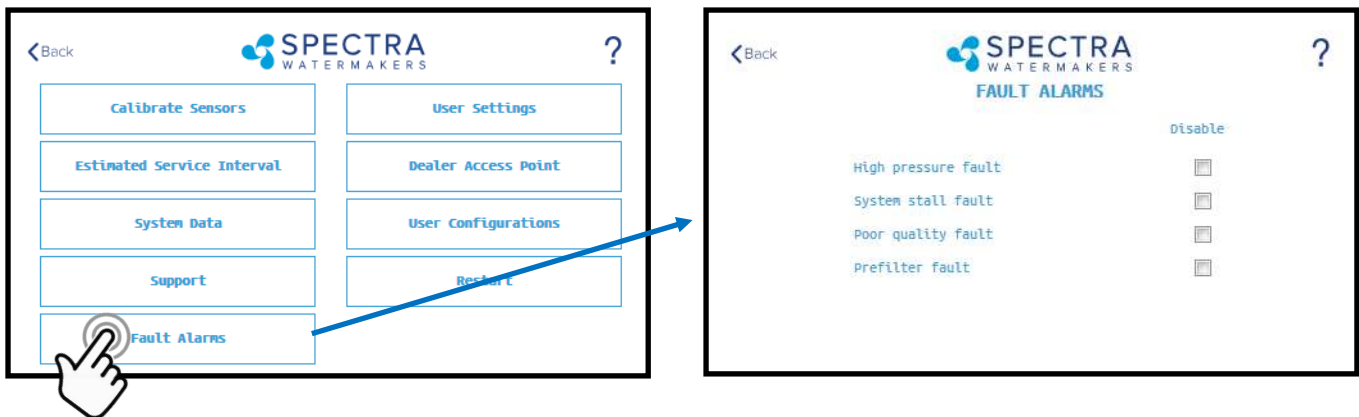 Back
SPECTRA
WATERMAKERS
?
Calibrate Sensors
User Settings
Estimated Service Interval
Dealer Access Point
System Data
User Configurations
Support
Restart
Fault Alarms
Back
SPECTRA
WATERMAKERS
?
FAULT ALARMS
Disable
High pressure fault
System stall fault
Poor quality fault
Prefilter fault